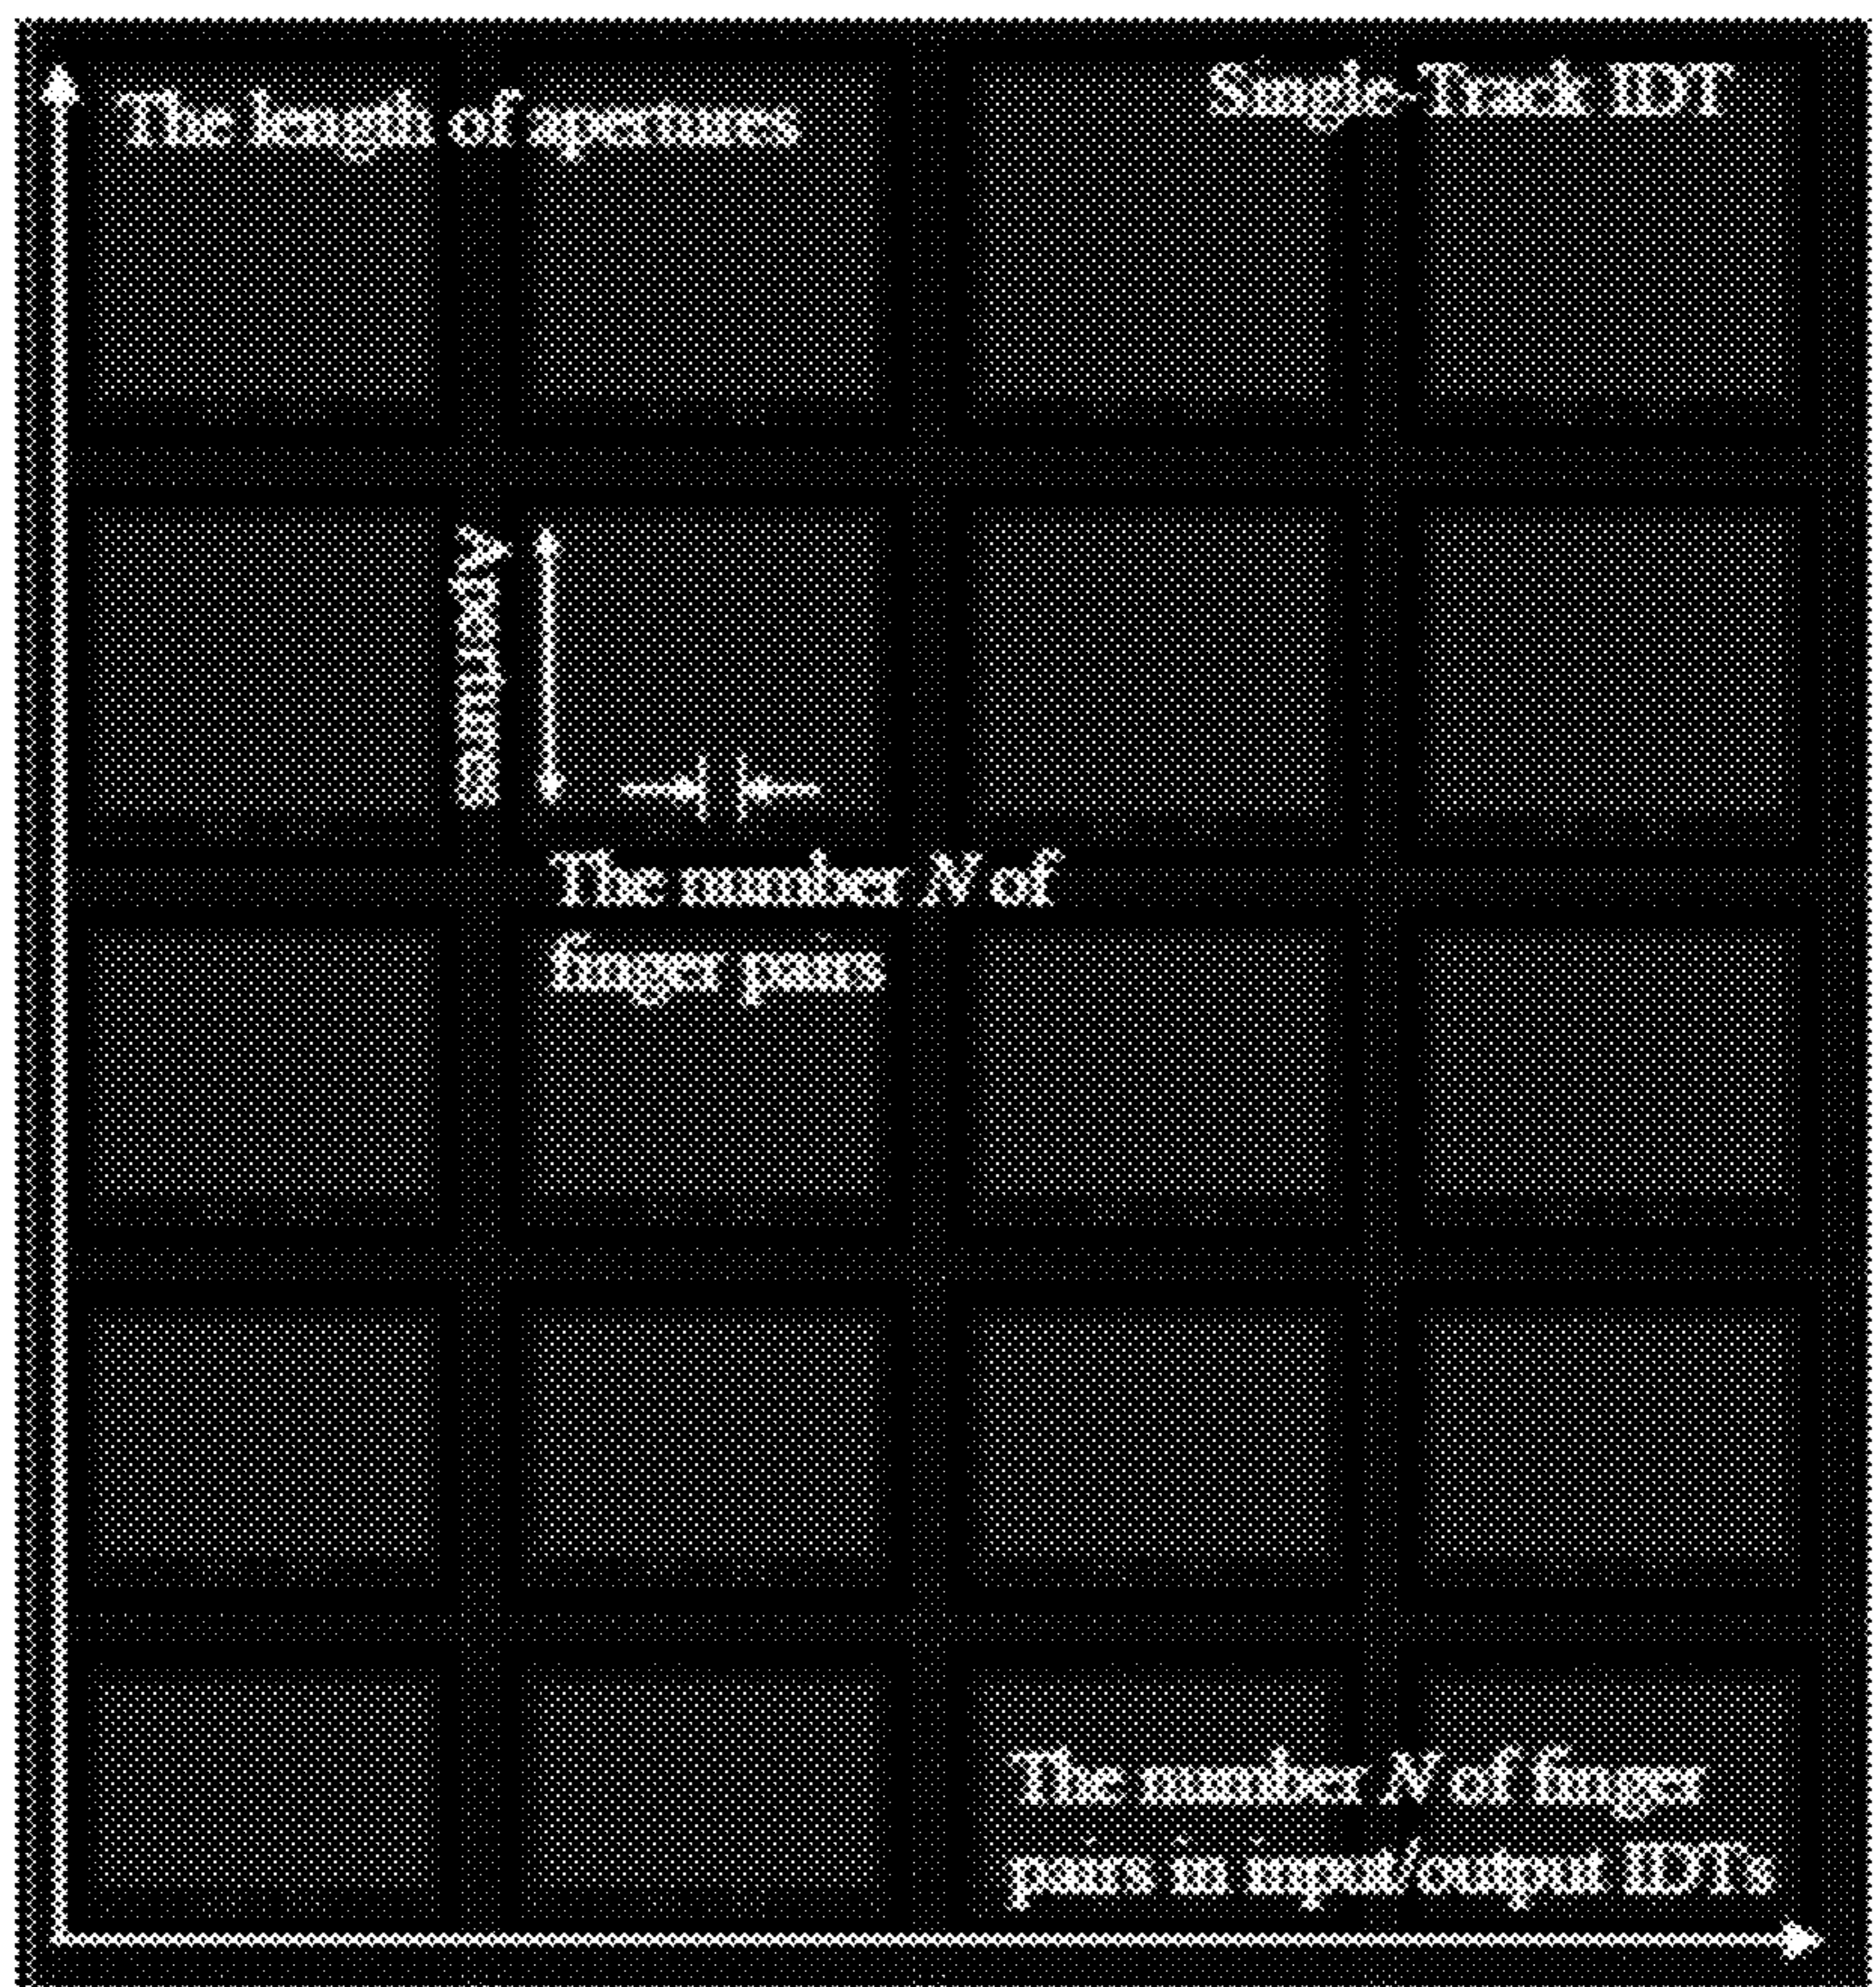 The length of apertures
Single-Track IDT
Apertures
The number N of
finger pairs
The number N of finger
pairs in input/output IDTs